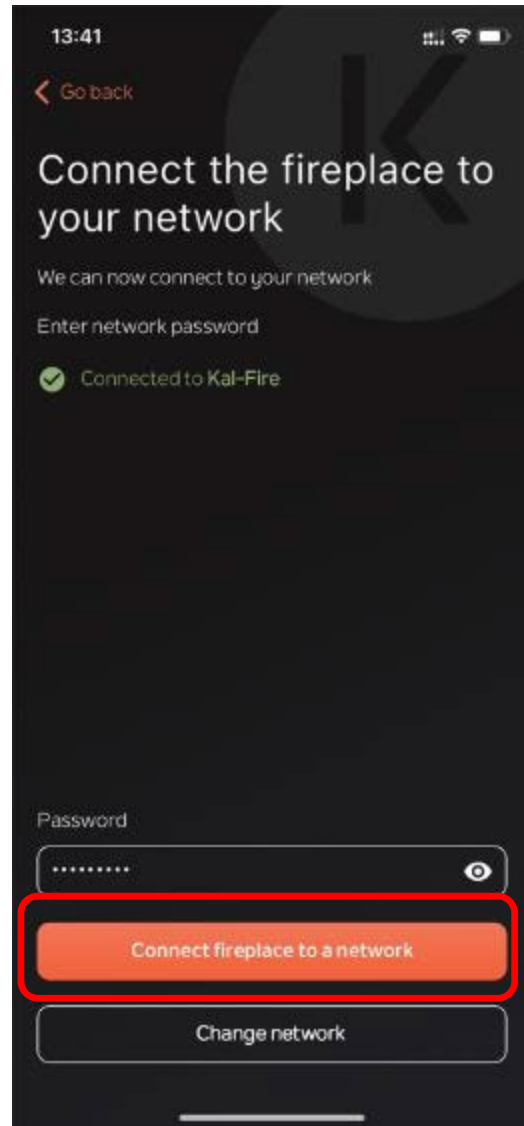 13:41
Go back
Connect the fireplace to
your network
We can now connect to your network
Enter network password
Connected to Kal-Fire
Password
•••••••••
Connect fireplace to a network
Change network